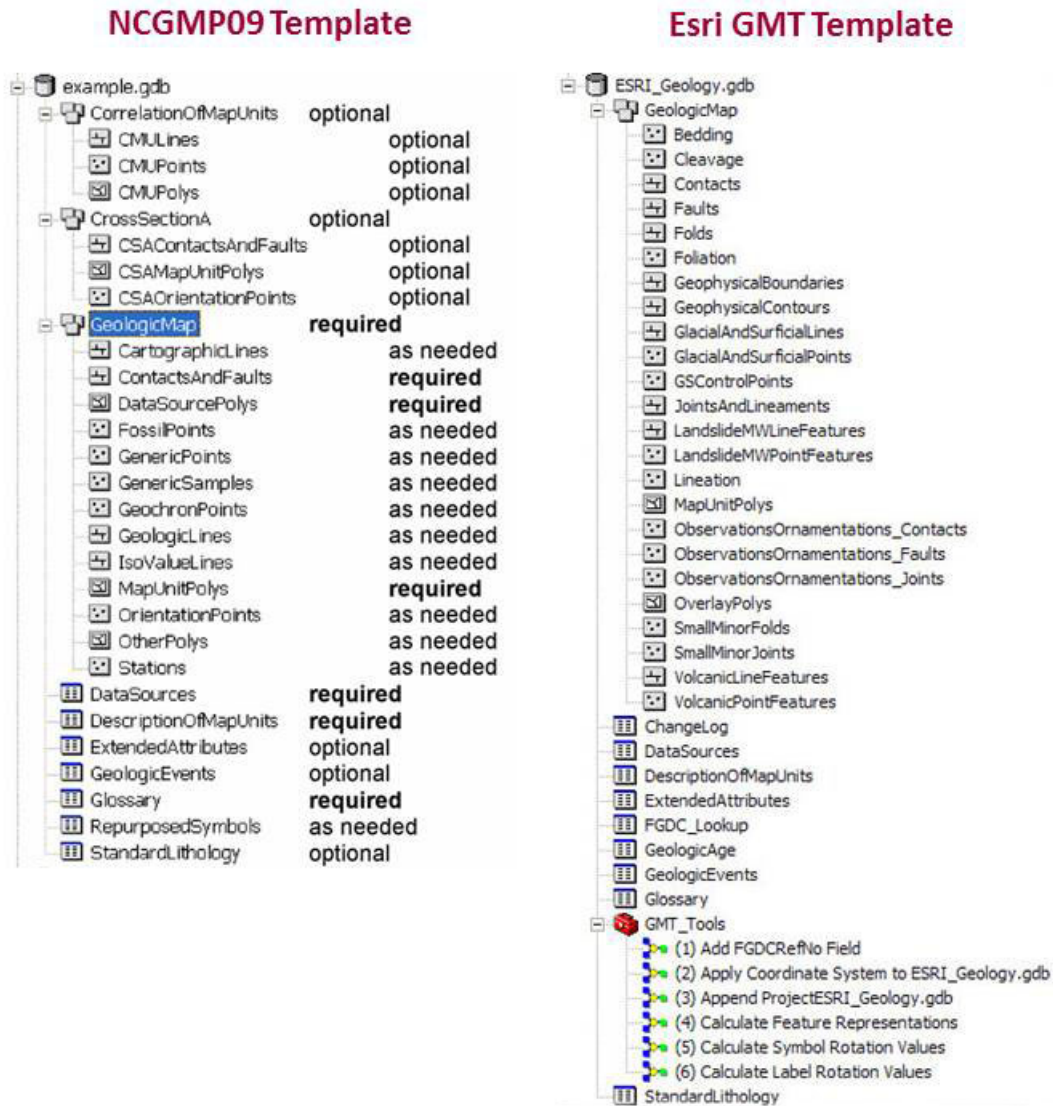 NCGMP09 Template
example.gdb
CorrelationOfMapUnits optional
CMULines optional
CMUPoints optional
CMUPolys optional
CrossSectionA optional
CSAContactsAndFaults optional
CSAMapUnitPolys optional
CSAOrientationPoints optional
GeologicMap required
CartographicLines as needed
ContactsAndFaults required
DataSourcePolys required
FossilPoints as needed
GenericPoints as needed
GenericSamples as needed
GeochronPoints as needed
GeologicLines as needed
IsoValueLines as needed
MapUnitPolys required
OrientationPoints as needed
OtherPolys as needed
Stations as needed
DataSources required
DescriptionOfMapUnits required
ExtendedAttributes optional
GeologicEvents optional
Glossary required
RepurposedSymbols as needed
StandardLithology optional
Esri GMT Template
ESRI_Geology.gdb
GeologicMap
Bedding
Cleavage
Contacts
Faults
Folds
Foliation
GeophysicalBoundaries
GeophysicalContours
GlacialAndSurficialLines
GlacialAndSurficialPoints
GSControlPoints
JointsAndLineaments
LandslideMWLineFeatures
LandslideMWPointFeatures
Lineation
MapUnitPolys
ObservationsOrnamentations_Contacts
ObservationsOrnamentations_Faults
ObservationsOrnamentations_Joints
OverlayPolys
SmallMinorFolds
SmallMinorJoints
VolcanicLineFeatures
VolcanicPointFeatures
ChangeLog
DataSources
DescriptionOfMapUnits
ExtendedAttributes
FGDC_Lookup
GeologicAge
GeologicEvents
Glossary
GMT_Tools
(1) Add FGDCRefNo Field
(2) Apply Coordinate System to ESRI_Geology.gdb
(3) Append ProjectESRI_Geology.gdb
(4) Calculate Feature Representations
(5) Calculate Symbol Rotation Values
(6) Calculate Label Rotation Values
StandardLithology